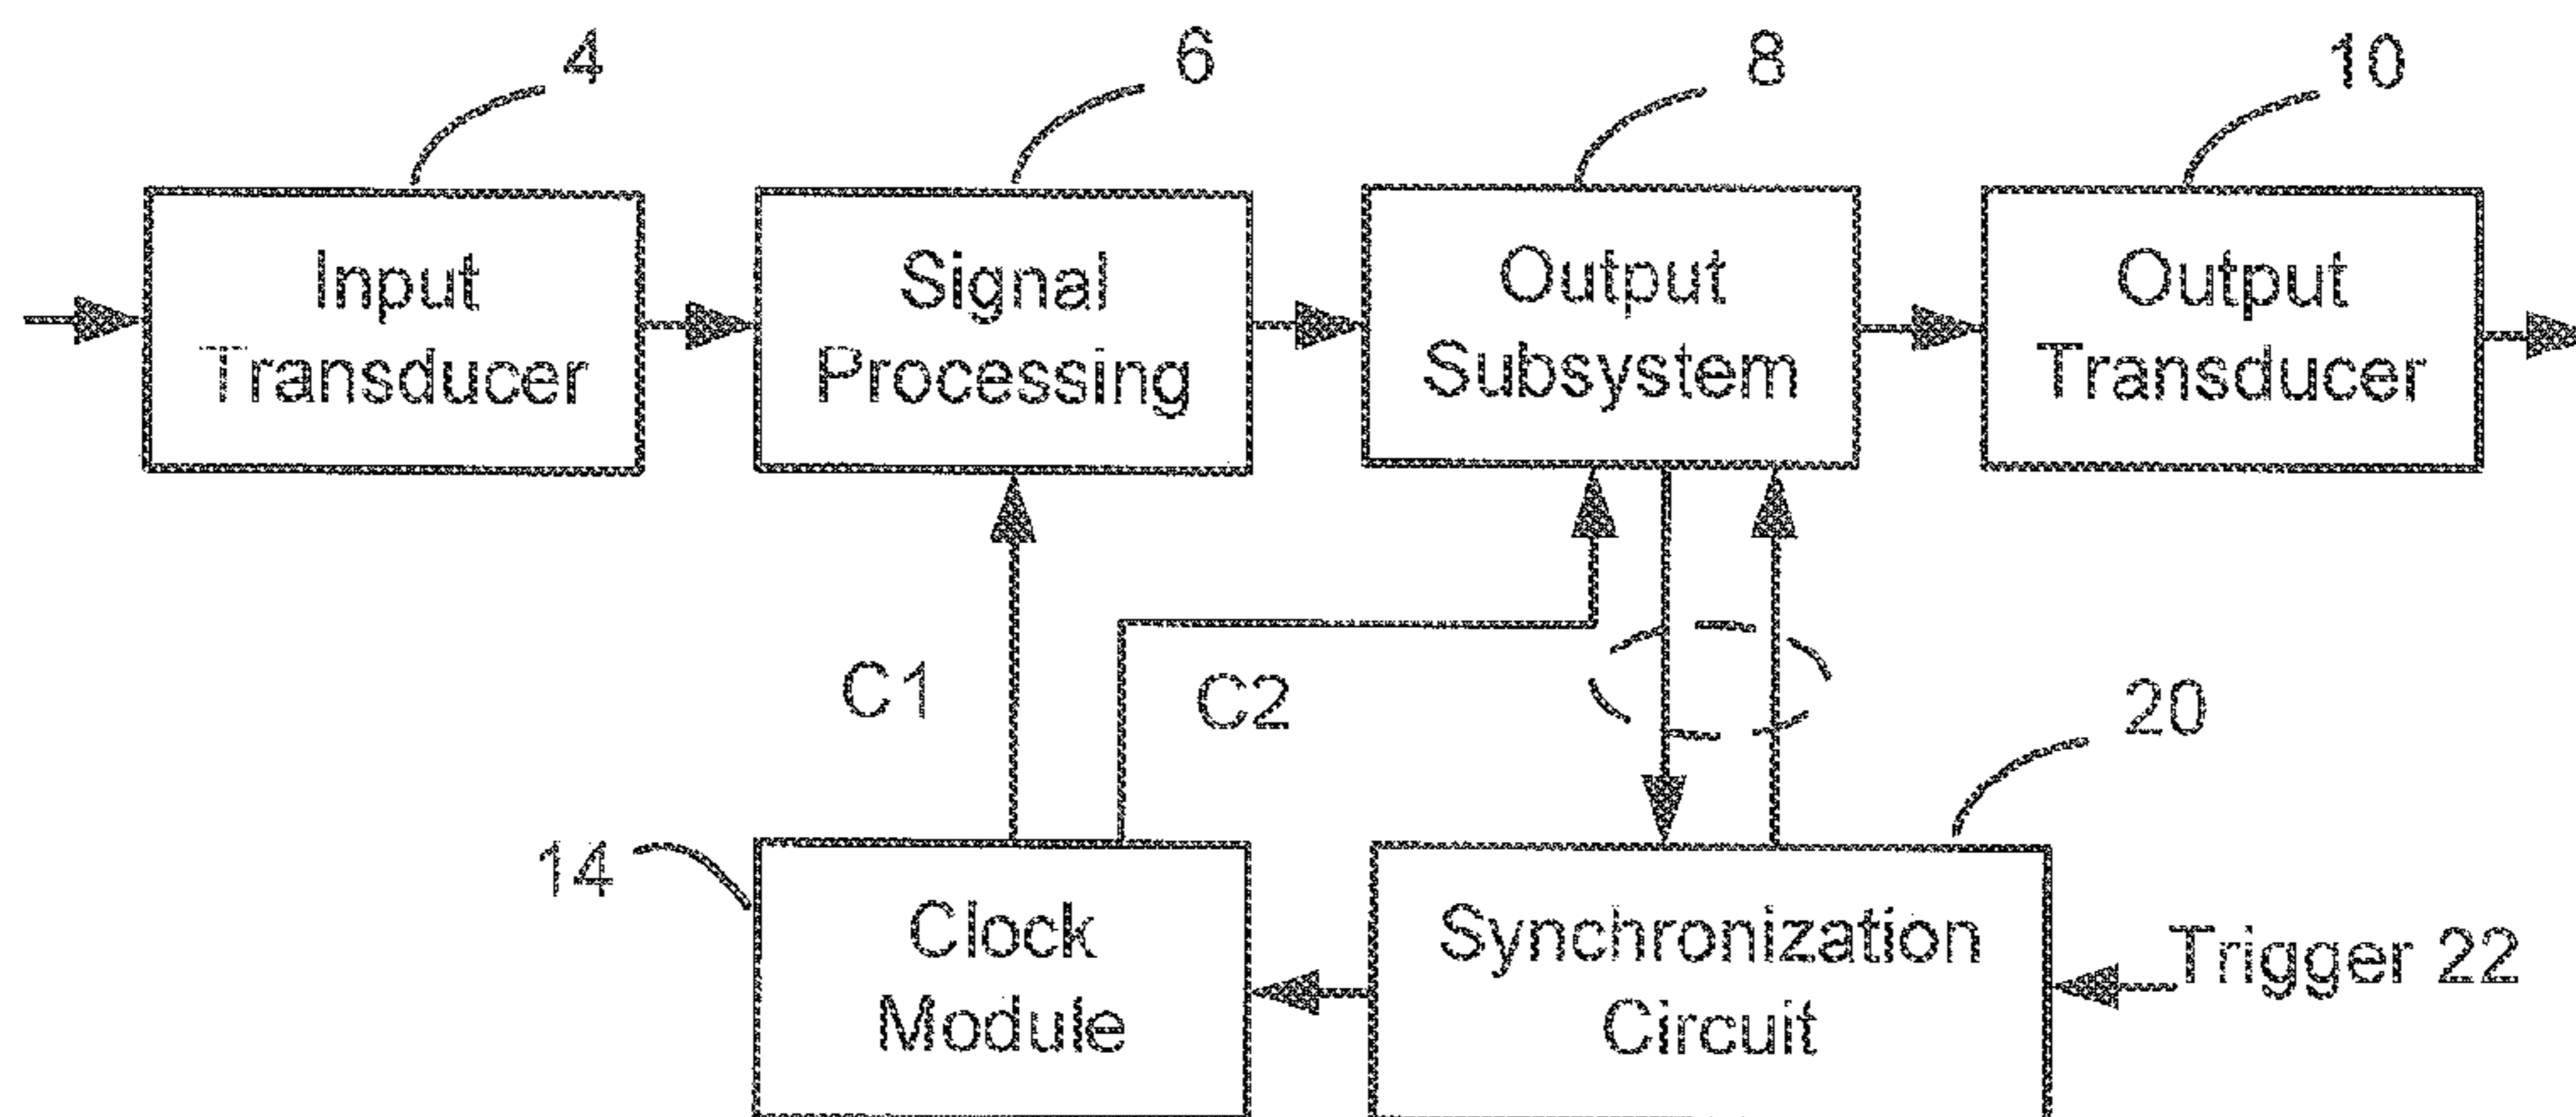 4
6
8
10
Input
Transducer
Signal
Processing
Output
Subsystem
Output
Transducer
C1
C2
20
14
Clock
Module
Synchronization
Circuit
Trigger 22